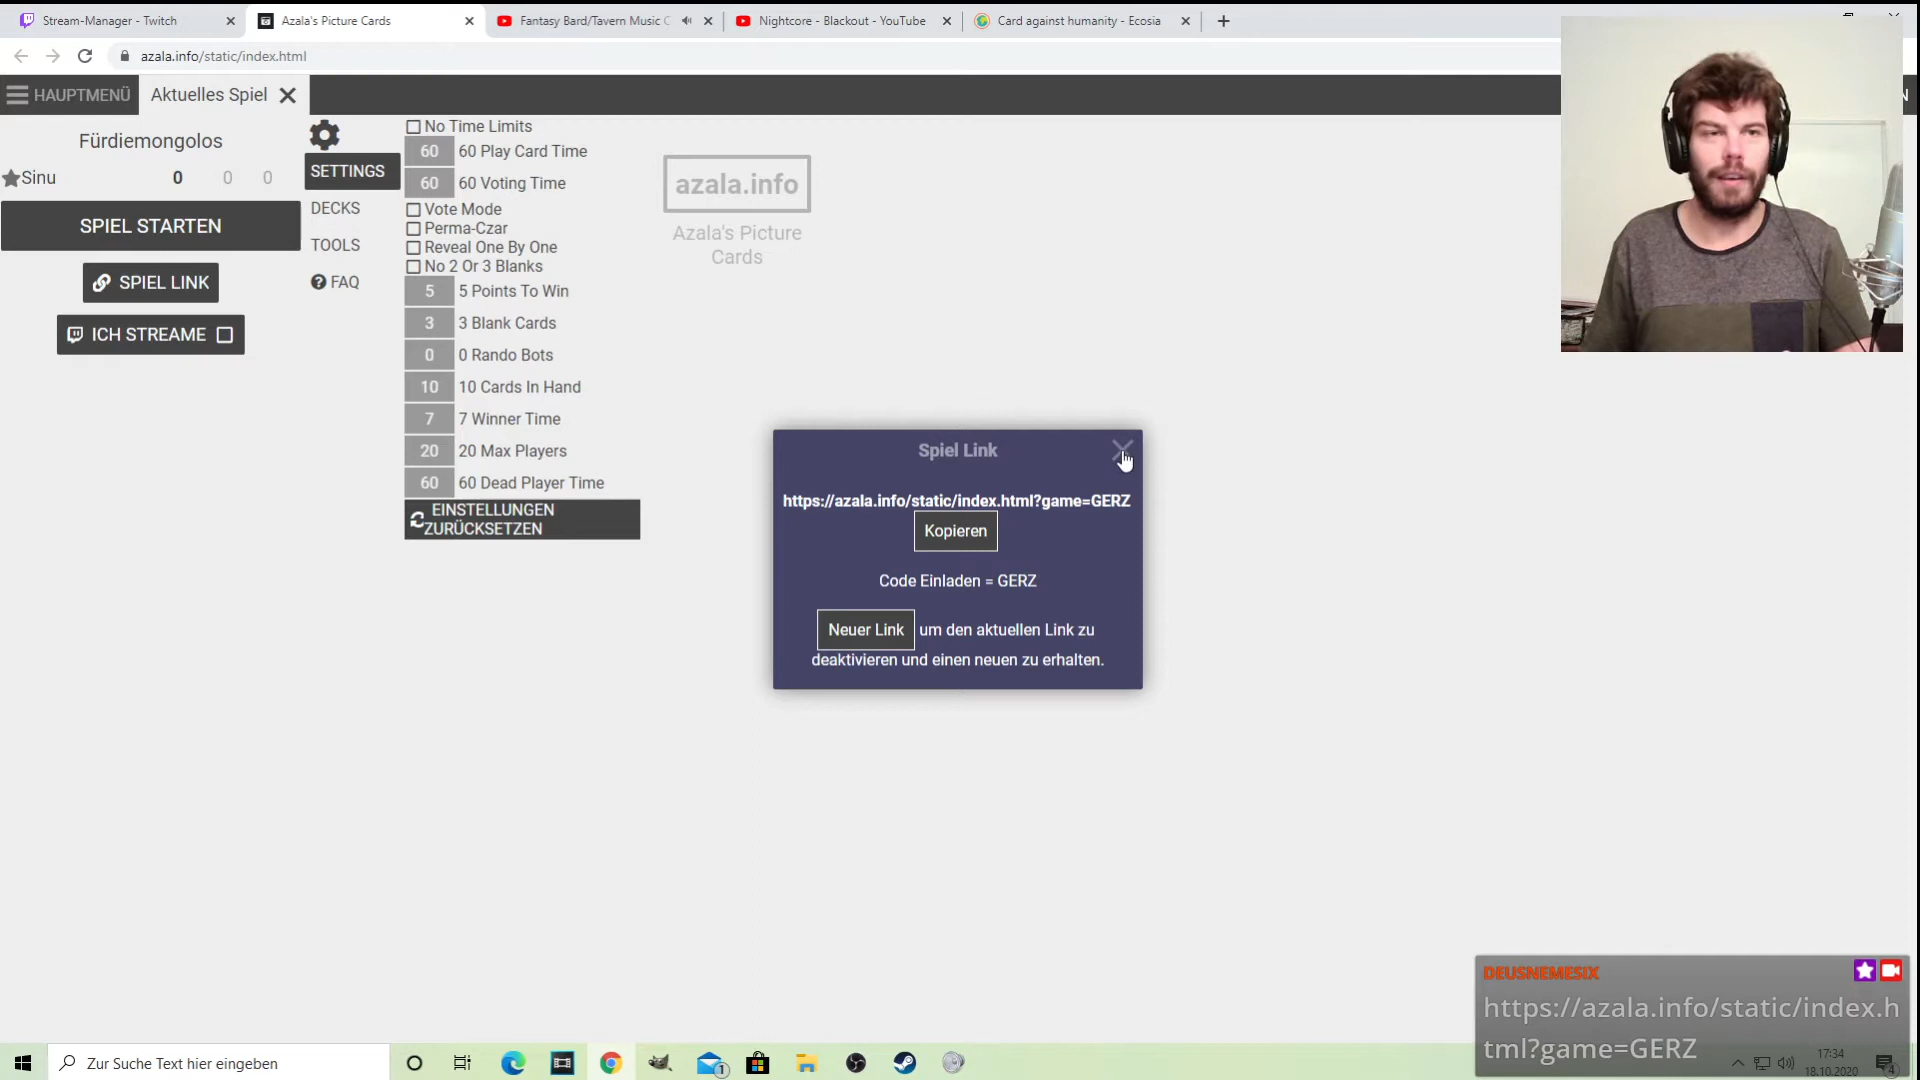 Stream-Manager - Twitch
Azala's Picture Cards
Fantasy Bard/Tavern Music C
Nightcore - Blackout - YouTube
Card against humanity - Ecosia
azala.info/static/index.html
HAUPTMENÜ
Aktuelles Spiel
N
Fürdiemongolos
Sinu 0 0 0
SPIEL STARTEN
SPIEL LINK
ICH STREAME
SETTINGS
DECKS
TOOLS
FAQ
No Time Limits
60 60 Play Card Time
60 60 Voting Time
Vote Mode
Perma-Czar
Reveal One By One
No 2 Or 3 Blanks
5 5 Points To Win
3 3 Blank Cards
0 0 Rando Bots
10 10 Cards In Hand
7 7 Winner Time
20 20 Max Players
60 60 Dead Player Time
EINSTELLUNGEN
ZURÜCKSETZEN
azala.info
Azala's Picture
Cards
Spiel Link
https://azala.info/static/index.html?game=GERZ
Kopieren
Code Einladen = GERZ
Neuer Link um den aktuellen Link zu
deaktivieren und einen neuen zu erhalten.
DEUSNEMESIX
https://azala.info/static/index.h
tml?game=GERZ
Zur Suche Text hier eingeben
1
17:34
18.10.2020
4